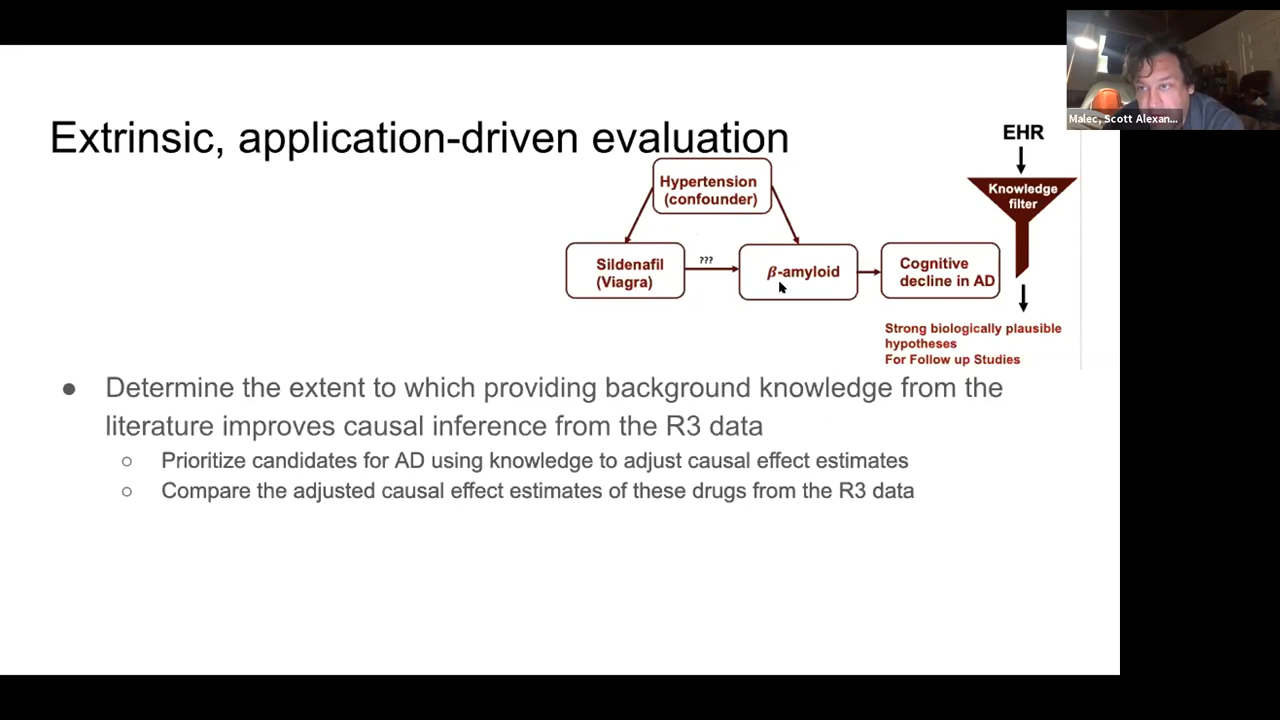 Malec, Scott Alexan...
Extrinsic, application-driven evaluation
EHR
Knowledge
filter
Hypertension
(confounder)
Sildenafil
(Viagra)
???
β-amyloid
Cognitive
decline in AD
Strong biologically plausible
hypotheses
For Follow up Studies
● Determine the extent to which providing background knowledge from the
literature improves causal inference from the R3 data
○ Prioritize candidates for AD using knowledge to adjust causal effect estimates
○ Compare the adjusted causal effect estimates of these drugs from the R3 data